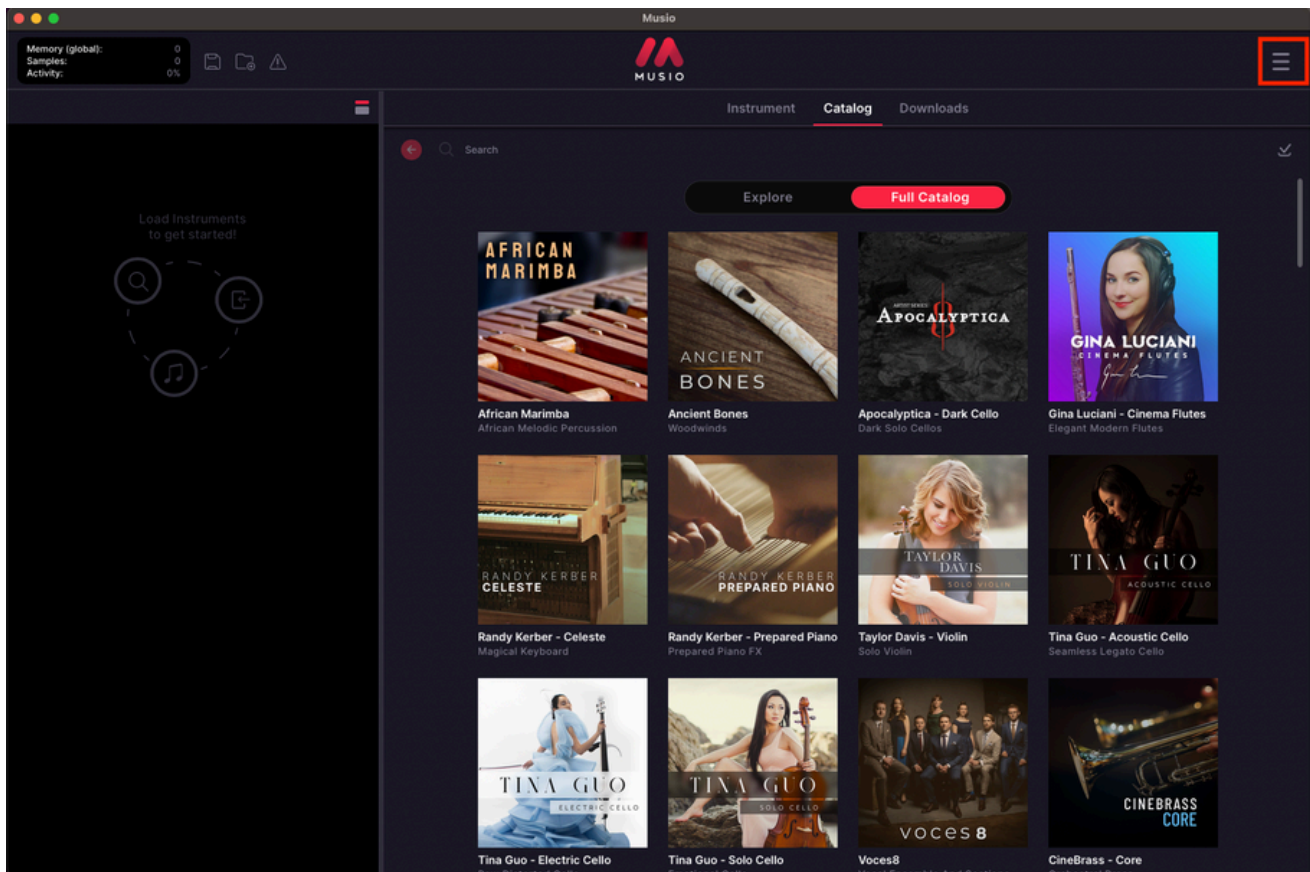 Musio
Memory (global): 0
Samples: 0
Activity: 0%
MUSIO
Instrument Catalog Downloads
Search
Explore Full Catalog
Load Instruments
to get started!
AFRICAN
MARIMBA
ANCIENT
BONES
ARTIST SERIES
APOCALYPTICA
GINA LUCIANI
CINEMA FLUTES
African Marimba
African Melodic Percussion
Ancient Bones
Woodwinds
Apocalyptica - Dark Cello
Dark Solo Cellos
Gina Luciani - Cinema Flutes
Elegant Modern Flutes
RANDY KERBER
CELESTE
RANDY KERBER
PREPARED PIANO
TAYLOR
DAVIS
SOLO VIOLIN
TINA GUO
ACOUSTIC CELLO
Randy Kerber - Celeste
Magical Keyboard
Randy Kerber - Prepared Piano
Prepared Piano FX
Taylor Davis - Violin
Solo Violin
Tina Guo - Acoustic Cello
Seamless Legato Cello
TINA GUO
ELECTRIC CELLO
TINA GUO
SOLO CELLO
VOCES8
CINEBRASS
CORE
Tina Guo - Electric Cello
Tina Guo - Solo Cello
Voces8
CineBrass - Core